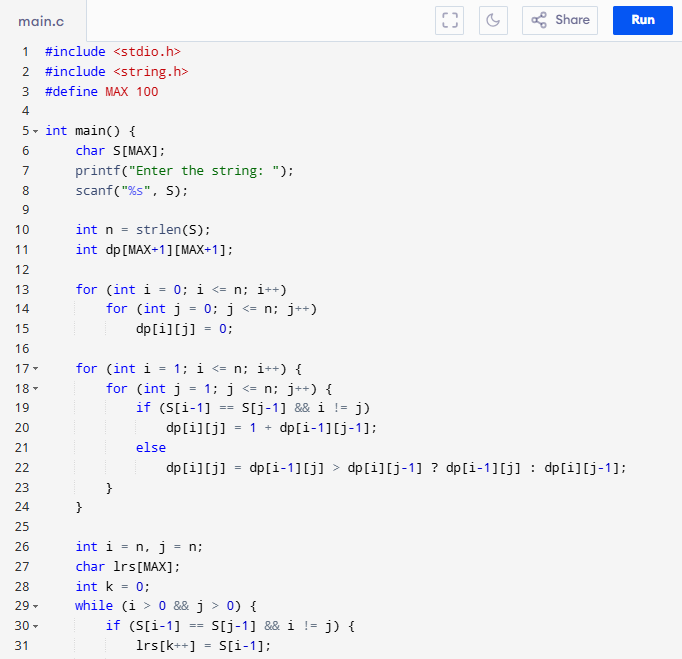 main.c
Share
Run
1 #include <stdio.h>
2 #include <string.h>
3 #define MAX 100
4
5 int main() {
6     char S[MAX];
7     printf("Enter the string: ");
8     scanf("%s", S);
9
10     int n = strlen(S);
11     int dp[MAX+1][MAX+1];
12
13     for (int i = 0; i <= n; i++)
14         for (int j = 0; j <= n; j++)
15             dp[i][j] = 0;
16
17     for (int i = 1; i <= n; i++) {
18         for (int j = 1; j <= n; j++) {
19             if (S[i-1] == S[j-1] && i != j)
20                 dp[i][j] = 1 + dp[i-1][j-1];
21             else
22                 dp[i][j] = dp[i-1][j] > dp[i][j-1] ? dp[i-1][j] : dp[i][j-1];
23         }
24     }
25
26     int i = n, j = n;
27     char lrs[MAX];
28     int k = 0;
29     while (i > 0 && j > 0) {
30         if (S[i-1] == S[j-1] && i != j) {
31             lrs[k++] = S[i-1];